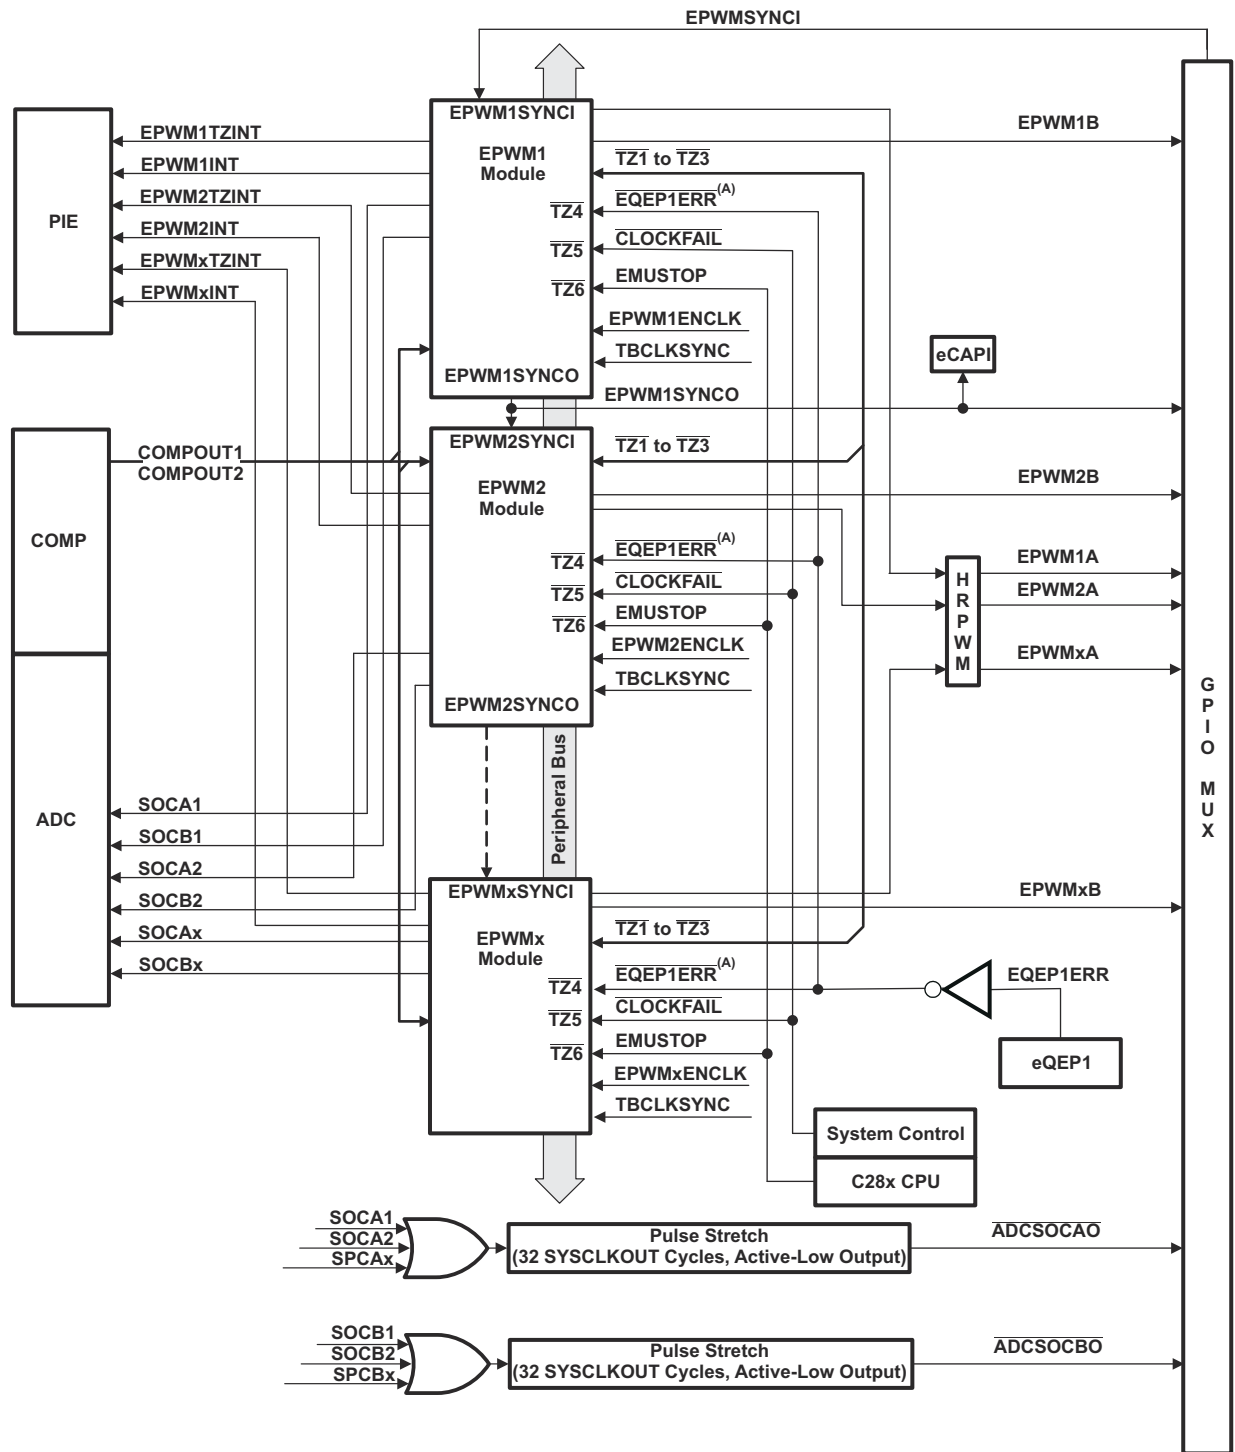 EPWMSYNCI
EPWM1SYNCI
EPWM1B
EPWM1TZINT
EPWM1INT
EPWM2TZINT
EPWM2INT
EPWMxTZINT
EPWMxINT
PIE
EPWM1
Module
TZ1 to TZ3
TZ4
EQEP1ERR(A)
TZ5
CLOCKFAIL
TZ6
EMUSTOP
EPWM1ENCLK
TBCLKSYNC
eCAPI
EPWM1SYNCO
EPWM1SYNCO
EPWM2SYNCI
TZ1 to TZ3
COMPOUT1
COMPOUT2
EPWM2B
EPWM2
Module
COMP
TZ4
EQEP1ERR(A)
TZ5
CLOCKFAIL
TZ6
EMUSTOP
EPWM2ENCLK
TBCLKSYNC
EPWM2SYNCO
HRPWM
EPWM1A
EPWM2A
EPWMxA
GPIO MUX
Peripheral Bus
ADC
SOCA1
SOCB1
SOCA2
SOCB2
SOCAx
SOCBx
EPWMxSYNCI
EPWMxB
EPWMx
Module
TZ1 to TZ3
TZ4
EQEP1ERR(A)
EQEP1ERR
TZ5
CLOCKFAIL
TZ6
EMUSTOP
eQEP1
EPWMxENCLK
TBCLKSYNC
System Control
C28x CPU
SOCA1
SOCA2
SPCAx
Pulse Stretch
(32 SYSCLKOUT Cycles, Active-Low Output)
ADCSOCAO
SOCB1
SOCB2
SPCBx
Pulse Stretch
(32 SYSCLKOUT Cycles, Active-Low Output)
ADCSOCBO